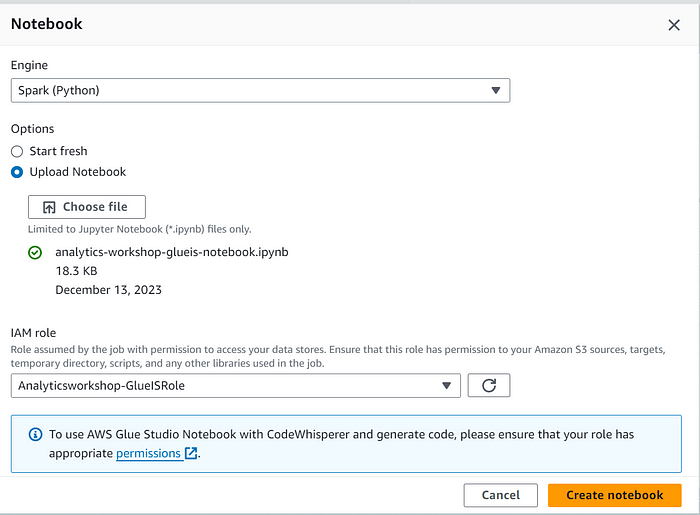 Notebook
Engine
Spark (Python)
Options
Start fresh
Upload Notebook
Choose file
Limited to Jupyter Notebook (*.ipynb) files only.
analytics-workshop-glueis-notebook.ipynb
18.3 KB
December 13, 2023
IAM role
Role assumed by the job with permission to access your data stores. Ensure that this role has permission to your Amazon S3 sources, targets,
temporary directory, scripts, and any other libraries used in the job.
Analyticsworkshop-GlueISRole
To use AWS Glue Studio Notebook with CodeWhisperer and generate code, please ensure that your role has
appropriate permissions.
Cancel
Create notebook